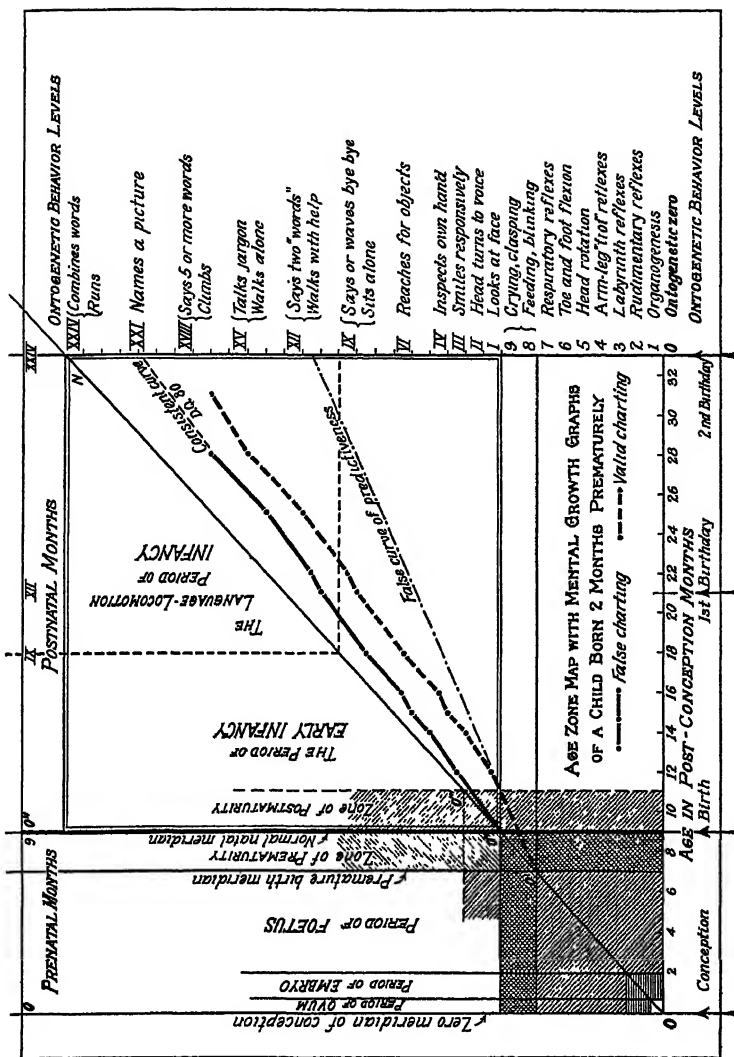 PRENATAL MONTHS
POSTNATAL MONTHS
ONTOGENETIC BEHAVIOR LEVELS
0
9
0"
IX
XII
XXIV
XXIV {Combines words
Runs
XXI Names a picture
XVIII {Says 5 or more words
Climbs
XV {Talks jargon
Walks alone
XII {Says two "words"
Walks with help
IX {Says or waves bye bye
Sits alone
VI Reaches for objects
IV Inspects own hand
III Smiles responsively
II Head turns to voice
I Looks at face
9 } Crying, clasping
8 } Feeding, blinking
7 Respiratory reflexes
6 Toe and foot flexion
5 Head rotation
4 Arm-leg "trot" reflexes
3 Labyrinth reflexes
2 Rudimentary reflexes
1 Organogenesis
0 Ontogenetic zero
ONTOGENETIC BEHAVIOR LEVELS
Zero meridian of conception
PERIOD OF OVUM
PERIOD OF EMBRYO
PERIOD OF FOETUS
Premature birth meridian
ZONE OF PREMATURITY
Normal natal meridian
ZONE OF POSTMATURITY
THE PERIOD OF
EARLY INFANCY
THE
LANGUAGE-LOCOMOTION
PERIOD OF
INFANCY
N
Consistent curve
D.Q. 80
False curve of predictiveness
AGE ZONE MAP WITH MENTAL GROWTH GRAPHS
OF A CHILD BORN 2 MONTHS PREMATURELY
False charting
Valid charting
0
2
4
6
8
10
12
14
16
18
20
22
24
26
28
30
32
AGE IN POST-CONCEPTION MONTHS
Conception
Birth
1st Birthday
2nd Birthday